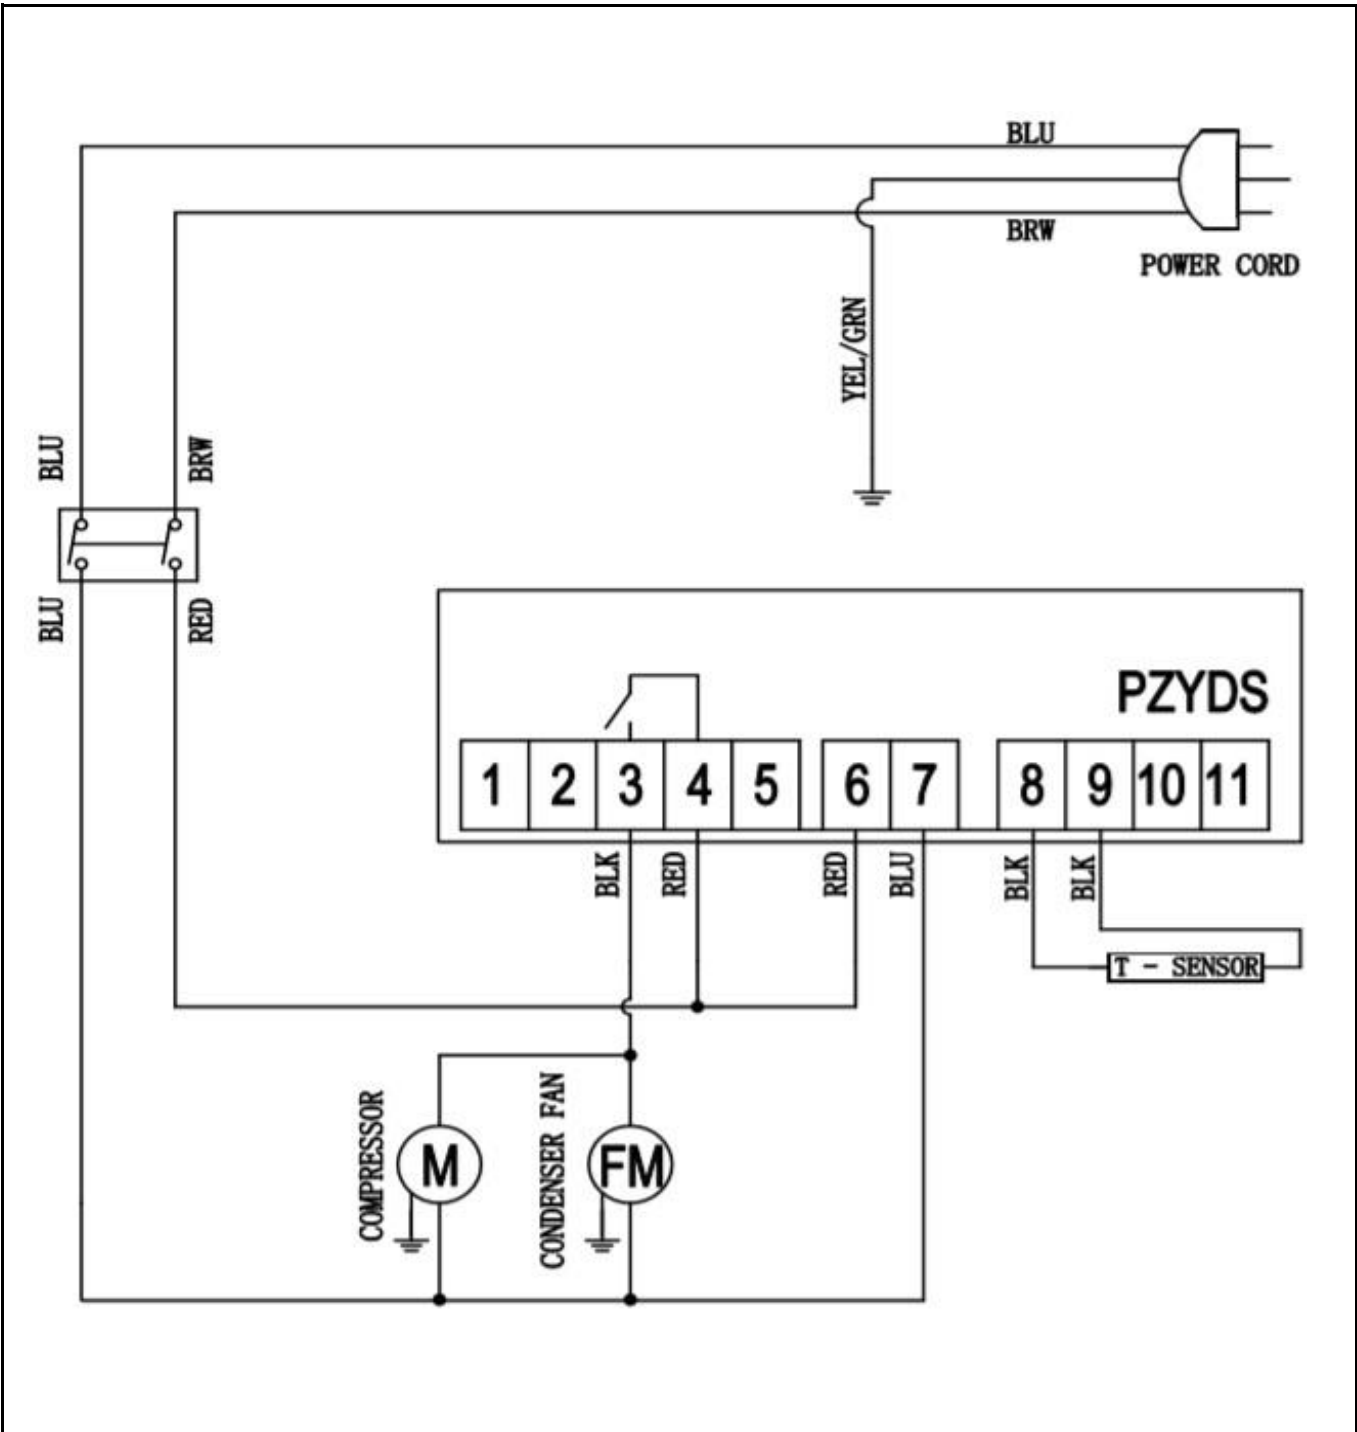 BLU
BRW
POWER CORD
YEL/GRN
BLU
BRW
BLU
RED
PZYDS
1 2 3 4 5 6 7 8 9 10 11
BLK
RED
RED
BLU
BLK
BLK
T - SENSOR
COMPRESSOR
M
CONDENSER FAN
FM